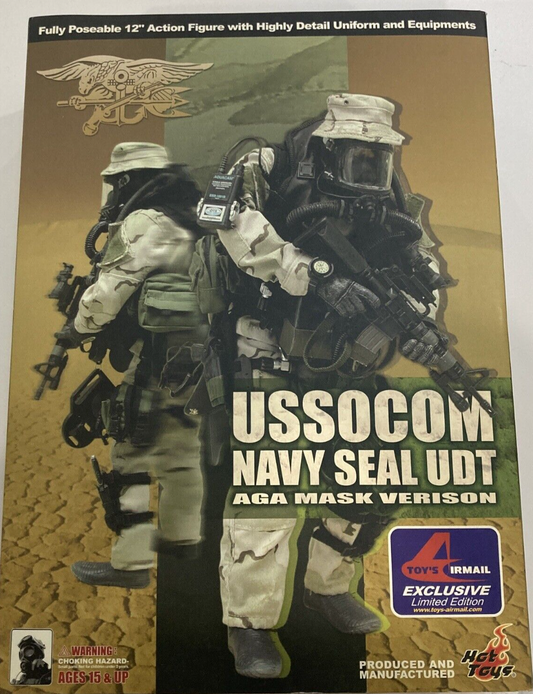 Fully Poseable 12" Action Figure with Highly Detail Uniform and Equipments
USSOCOM
NAVY SEAL UDT
AGA MASK VERISON
TOY'S AIRMAIL
EXCLUSIVE
Limited Edition
www.toys-airmail.com
WARNING:
CHOKING HAZARD-
AGES 15 & UP
PRODUCED AND
MANUFACTURED
Hot
Toys